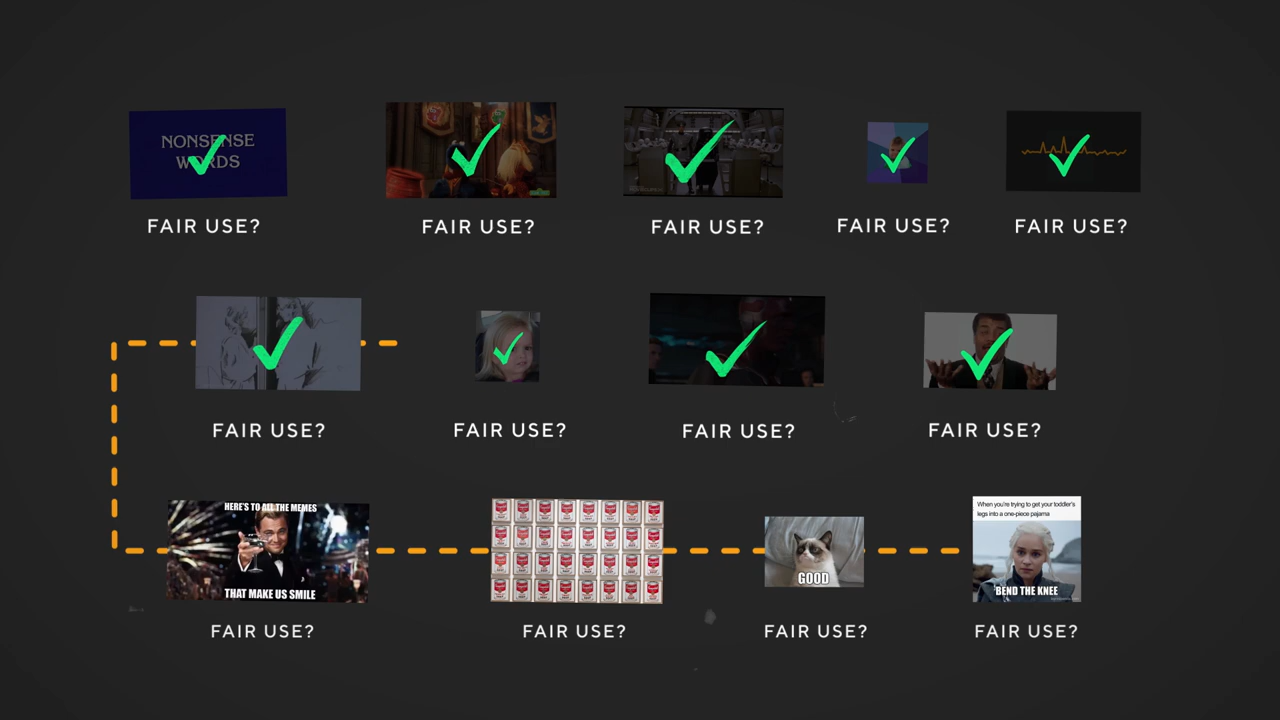 NONSENSE
WORDS
FAIR USE?
FAIR USE?
FAIR USE?
FAIR USE?
FAIR USE?
FAIR USE?
FAIR USE?
FAIR USE?
FAIR USE?
HERE'S TO ALL THE MEMES
THAT MAKE US SMILE
GOOD
When you're trying to get your toddler's
legs into a one-piece pajama
BEND THE KNEE
FAIR USE?
FAIR USE?
FAIR USE?
FAIR USE?